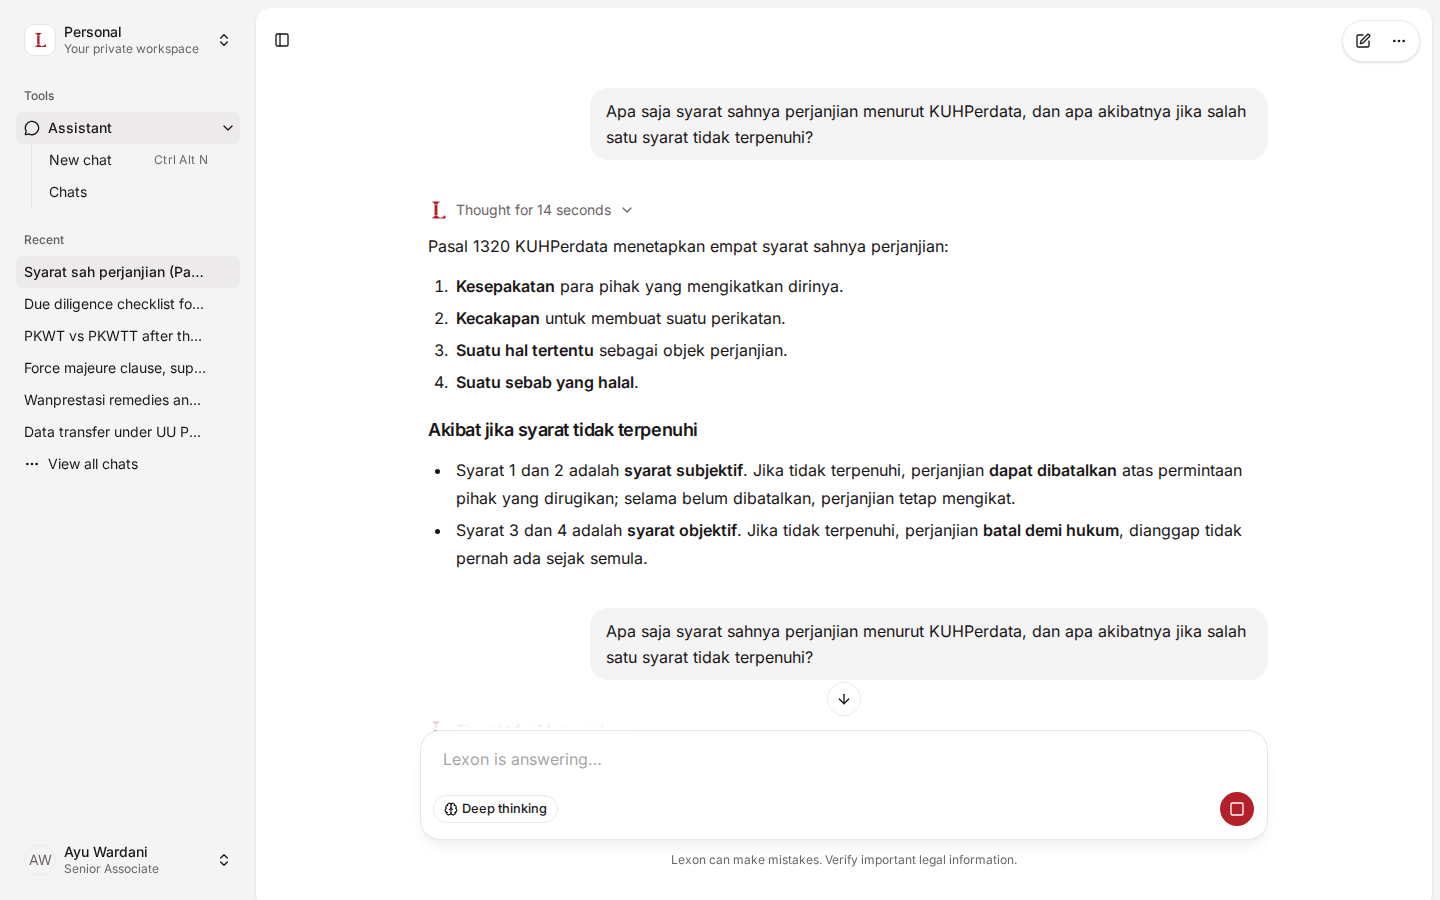 L
Personal
Your private workspace
Tools
Assistant
New chat
Ctrl Alt N
Chats
Recent
Syarat sah perjanjian (Pa...
Due diligence checklist fo...
PKWT vs PKWTT after th...
Force majeure clause, sup...
Wanprestasi remedies an...
Data transfer under UU P...
View all chats
AW
Ayu Wardani
Senior Associate
Apa saja syarat sahnya perjanjian menurut KUHPerdata, dan apa akibatnya jika salah
satu syarat tidak terpenuhi?
L
Thought for 14 seconds
Pasal 1320 KUHPerdata menetapkan empat syarat sahnya perjanjian:
1. Kesepakatan para pihak yang mengikatkan dirinya.
2. Kecakapan untuk membuat suatu perikatan.
3. Suatu hal tertentu sebagai objek perjanjian.
4. Suatu sebab yang halal.
Akibat jika syarat tidak terpenuhi
• Syarat 1 dan 2 adalah syarat subjektif. Jika tidak terpenuhi, perjanjian dapat dibatalkan atas permintaan
pihak yang dirugikan; selama belum dibatalkan, perjanjian tetap mengikat.
• Syarat 3 dan 4 adalah syarat objektif. Jika tidak terpenuhi, perjanjian batal demi hukum, dianggap tidak
pernah ada sejak semula.
Apa saja syarat sahnya perjanjian menurut KUHPerdata, dan apa akibatnya jika salah
satu syarat tidak terpenuhi?
Lexon is answering...
Deep thinking
Lexon can make mistakes. Verify important legal information.